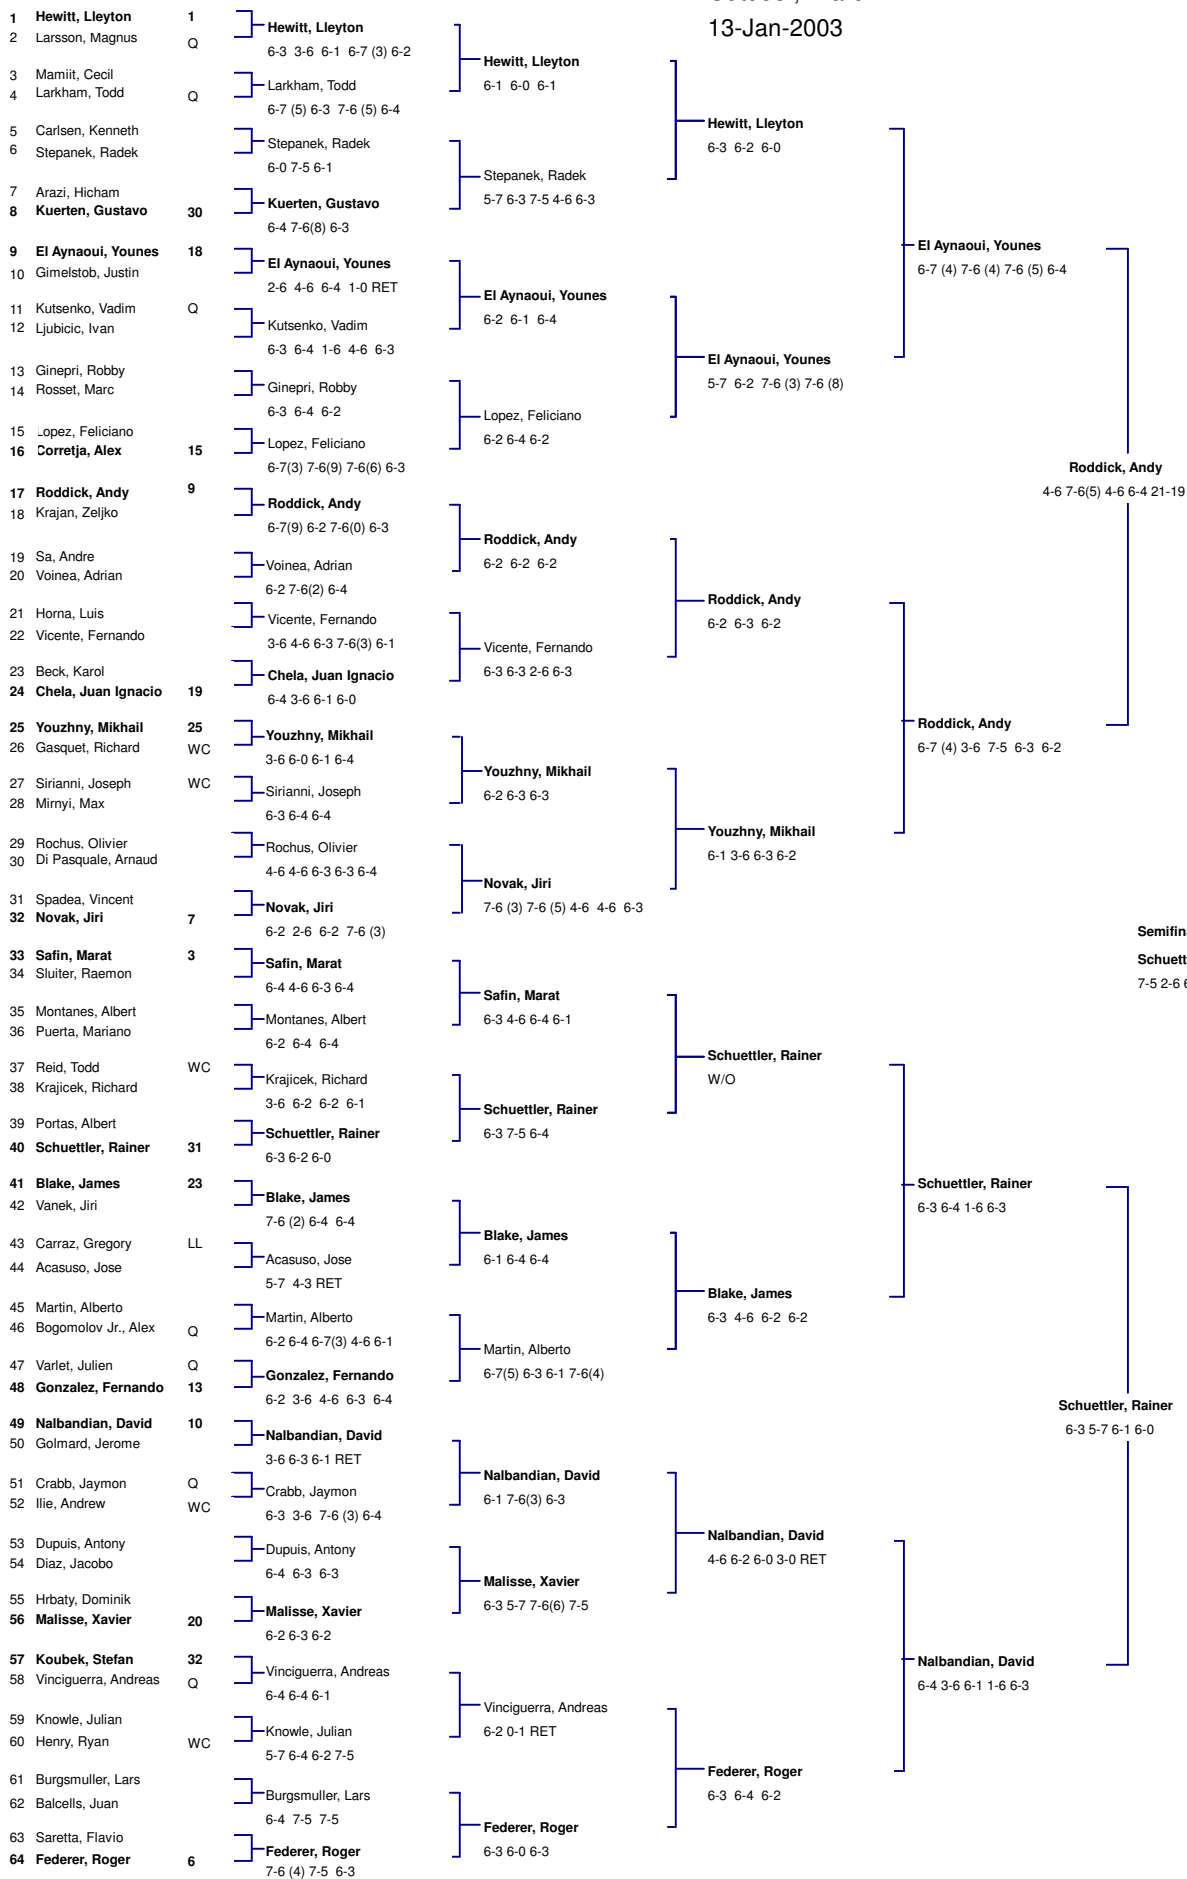 13-Jan-2003
1 Hewitt, Lleyton 1
2 Larsson, Magnus Q
3 Mamiit, Cecil
4 Larkham, Todd Q
5 Carlsen, Kenneth
6 Stepanek, Radek
7 Arazi, Hicham
8 Kuerten, Gustavo 30
9 El Aynaoui, Younes 18
10 Gimelstob, Justin
11 Kutsenko, Vadim Q
12 Ljubicic, Ivan
13 Ginepri, Robby
14 Rosset, Marc
15 Lopez, Feliciano
16 Corretja, Alex 15
17 Roddick, Andy 9
18 Krajan, Zeljko
19 Sa, Andre
20 Voinea, Adrian
21 Horna, Luis
22 Vicente, Fernando
23 Beck, Karol
24 Chela, Juan Ignacio 19
25 Youzhny, Mikhail 25
26 Gasquet, Richard WC
27 Sirianni, Joseph WC
28 Mirnyi, Max
29 Rochus, Olivier
30 Di Pasquale, Arnaud
31 Spadea, Vincent
32 Novak, Jiri 7
33 Safin, Marat 3
34 Sluiter, Raemon
35 Montanes, Albert
36 Puerta, Mariano
37 Reid, Todd WC
38 Krajicek, Richard
39 Portas, Albert
40 Schuettler, Rainer 31
41 Blake, James 23
42 Vanek, Jiri
43 Carraz, Gregory LL
44 Acasuso, Jose
45 Martin, Alberto
46 Bogomolov Jr., Alex Q
47 Varlet, Julien Q
48 Gonzalez, Fernando 13
49 Nalbandian, David 10
50 Golmard, Jerome
51 Crabb, Jaymon Q
52 Ilie, Andrew WC
53 Dupuis, Antony
54 Diaz, Jacobo
55 Hrbaty, Dominik
56 Malisse, Xavier 20
57 Koubek, Stefan 32
58 Vinciguerra, Andreas Q
59 Knowle, Julian
60 Henry, Ryan WC
61 Burgsmuller, Lars
62 Balcells, Juan
63 Saretta, Flavio
64 Federer, Roger 6
Hewitt, Lleyton
6-3 3-6 6-1 6-7 (3) 6-2
Larkham, Todd
6-7 (5) 6-3 7-6 (5) 6-4
Stepanek, Radek
6-0 7-5 6-1
Kuerten, Gustavo
6-4 7-6(8) 6-3
El Aynaoui, Younes
2-6 4-6 6-4 1-0 RET
Kutsenko, Vadim
6-3 6-4 1-6 4-6 6-3
Ginepri, Robby
6-3 6-4 6-2
Lopez, Feliciano
6-7(3) 7-6(9) 7-6(6) 6-3
Roddick, Andy
6-7(9) 6-2 7-6(0) 6-3
Voinea, Adrian
6-2 7-6(2) 6-4
Vicente, Fernando
3-6 4-6 6-3 7-6(3) 6-1
Chela, Juan Ignacio
6-4 3-6 6-1 6-0
Youzhny, Mikhail
3-6 6-0 6-1 6-4
Sirianni, Joseph
6-3 6-4 6-4
Rochus, Olivier
4-6 4-6 6-3 6-3 6-4
Novak, Jiri
6-2 2-6 6-2 7-6 (3)
Safin, Marat
6-4 4-6 6-3 6-4
Montanes, Albert
6-2 6-4 6-4
Krajicek, Richard
3-6 6-2 6-2 6-1
Schuettler, Rainer
6-3 6-2 6-0
Blake, James
7-6 (2) 6-4 6-4
Acasuso, Jose
5-7 4-3 RET
Martin, Alberto
6-2 6-4 6-7(3) 4-6 6-1
Gonzalez, Fernando
6-2 3-6 4-6 6-3 6-4
Nalbandian, David
3-6 6-3 6-1 RET
Crabb, Jaymon
6-3 3-6 7-6 (3) 6-4
Dupuis, Antony
6-4 6-3 6-3
Malisse, Xavier
6-2 6-3 6-2
Vinciguerra, Andreas
6-4 6-4 6-1
Knowle, Julian
5-7 6-4 6-2 7-5
Burgsmuller, Lars
6-4 7-5 7-5
Federer, Roger
7-6 (4) 7-5 6-3
Hewitt, Lleyton
6-1 6-0 6-1
Stepanek, Radek
5-7 6-3 7-5 4-6 6-3
El Aynaoui, Younes
6-2 6-1 6-4
Lopez, Feliciano
6-2 6-4 6-2
Roddick, Andy
6-2 6-2 6-2
Vicente, Fernando
6-3 6-3 2-6 6-3
Youzhny, Mikhail
6-2 6-3 6-3
Novak, Jiri
7-6 (3) 7-6 (5) 4-6 4-6 6-3
Safin, Marat
6-3 4-6 6-4 6-1
Schuettler, Rainer
6-3 7-5 6-4
Blake, James
6-1 6-4 6-4
Martin, Alberto
6-7(5) 6-3 6-1 7-6(4)
Nalbandian, David
6-1 7-6(3) 6-3
Malisse, Xavier
6-3 5-7 7-6(6) 7-5
Vinciguerra, Andreas
6-2 0-1 RET
Federer, Roger
6-3 6-0 6-3
Hewitt, Lleyton
6-3 6-2 6-0
El Aynaoui, Younes
5-7 6-2 7-6 (3) 7-6 (8)
Roddick, Andy
6-2 6-3 6-2
Youzhny, Mikhail
6-1 3-6 6-3 6-2
Schuettler, Rainer
W/O
Blake, James
6-3 4-6 6-2 6-2
Nalbandian, David
4-6 6-2 6-0 3-0 RET
Federer, Roger
6-3 6-4 6-2
El Aynaoui, Younes
6-7 (4) 7-6 (4) 7-6 (5) 6-4
Roddick, Andy
6-7 (4) 3-6 7-5 6-3 6-2
Schuettler, Rainer
6-3 6-4 1-6 6-3
Nalbandian, David
6-4 3-6 6-1 1-6 6-3
Roddick, Andy
4-6 7-6(5) 4-6 6-4 21-19
Schuettler, Rainer
6-3 5-7 6-1 6-0
Semifin
Schuett
7-5 2-6 6